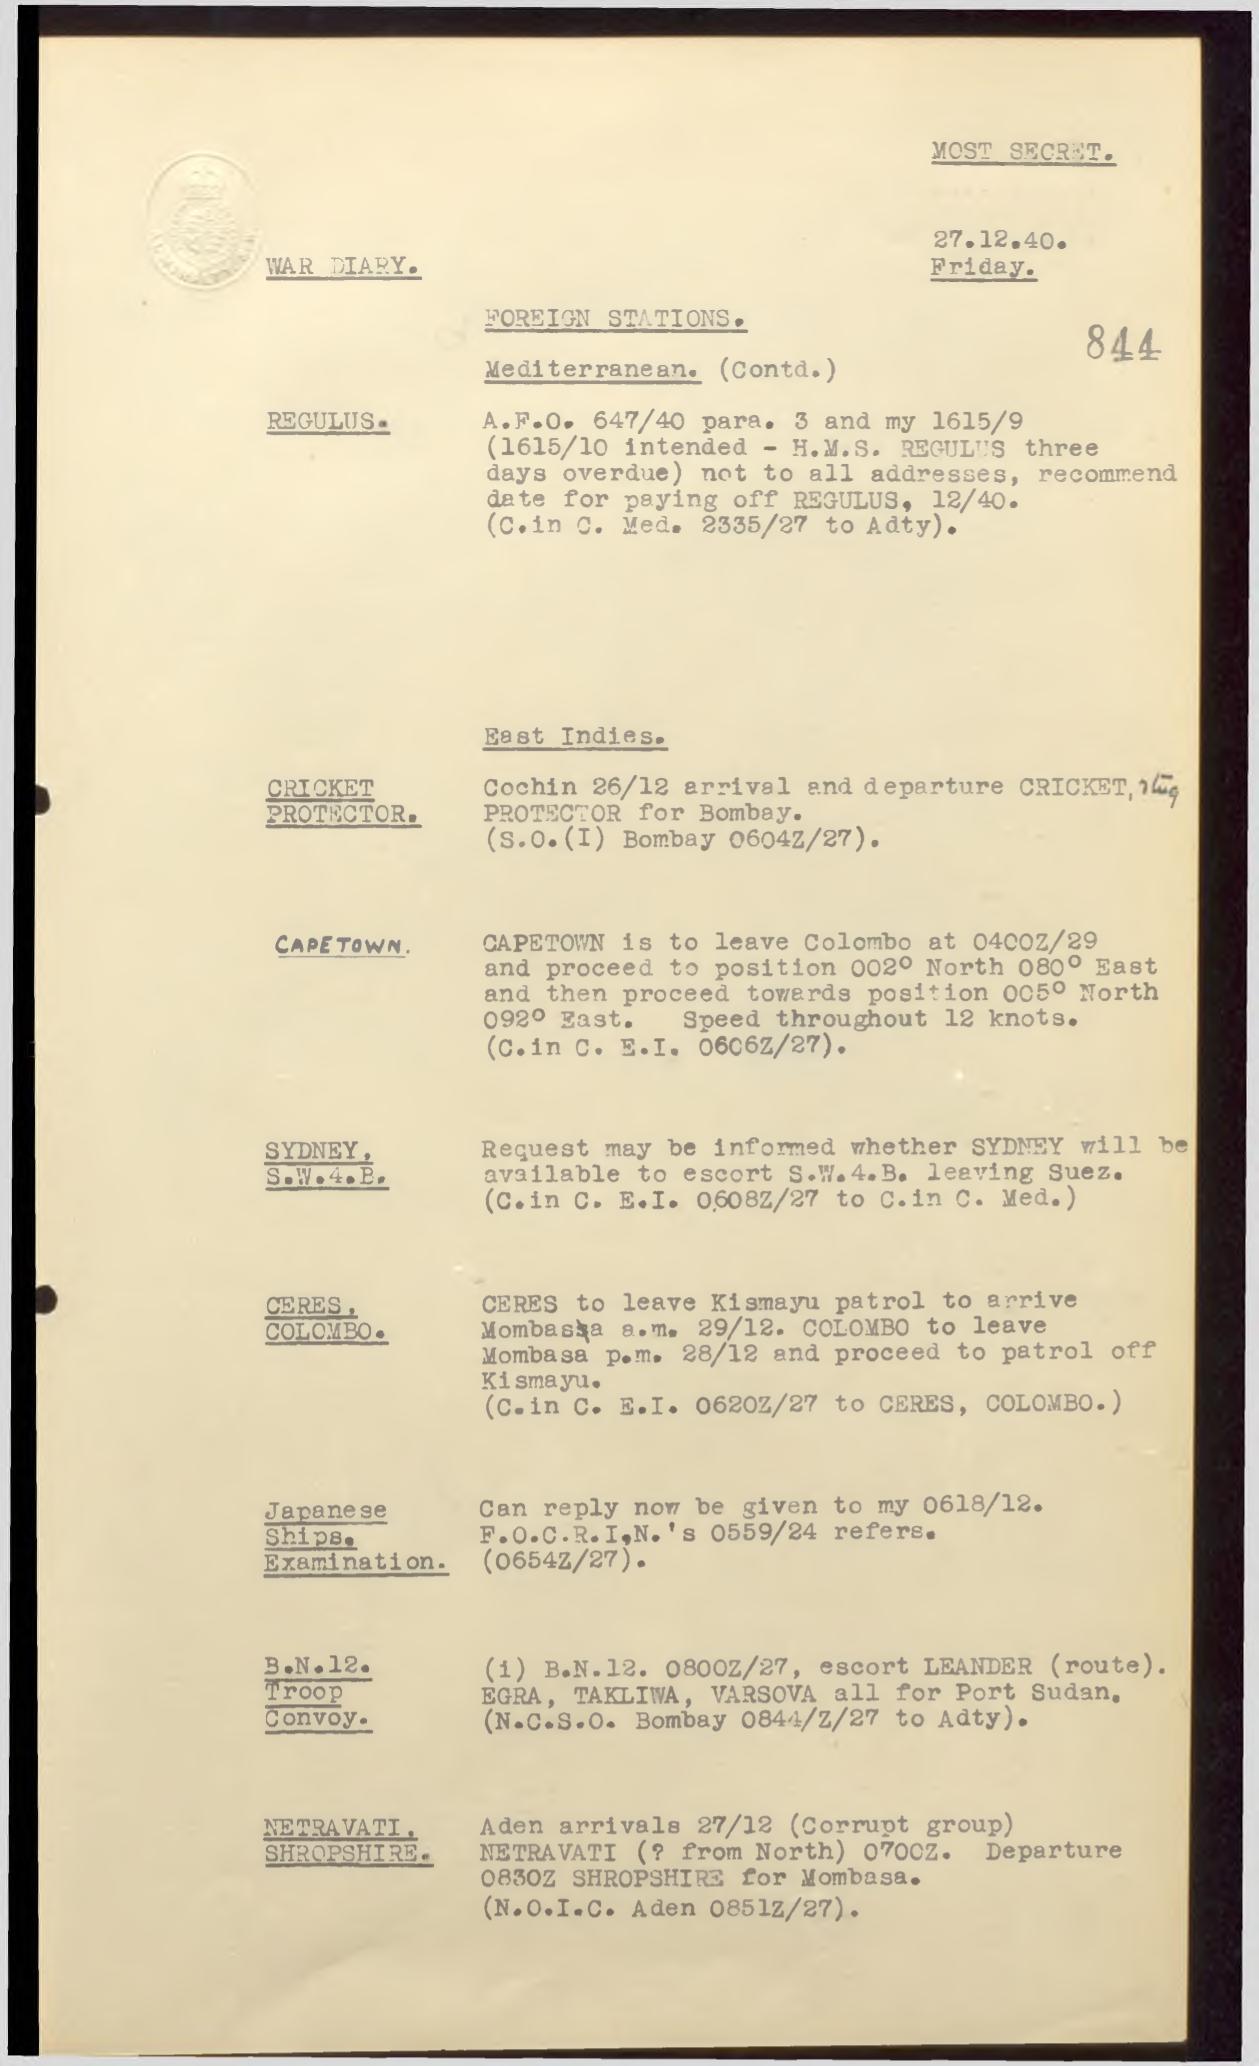 MOST SECRET.
27.12.40.
Friday.
WAR DIARY.
FOREIGN STATIONS.
844
Mediterranean. (Contd.)
REGULUS.
A.F.O. 647/40 para. 3 and my 1615/9
(1615/10 intended - H.M.S. REGULUS three
days overdue) not to all addresses, recommend
date for paying off REGULUS, 12/40.
(C.in C. Med. 2335/27 to Adty).
East Indies.
CRICKET
PROTECTOR.
Cochin 26/12 arrival and departure CRICKET,
PROTECTOR for Bombay.
(S.O.(I) Bombay 0604Z/27).
CAPETOWN.
CAPETOWN is to leave Colombo at 0400Z/29
and proceed to position 002° North 080° East
and then proceed towards position 005° North
092° East. Speed throughout 12 knots.
(C.in C. E.I. 0606Z/27).
SYDNEY,
S.W.4.B.
Request may be informed whether SYDNEY will be
available to escort S.W.4.B. leaving Suez.
(C.in C. E.I. 0608Z/27 to C.in C. Med.)
CERES,
COLOMBO.
CERES to leave Kismayu patrol to arrive
Mombasa a.m. 29/12. COLOMBO to leave
Mombasa p.m. 28/12 and proceed to patrol off
Kismayu.
(C.in C. E.I. 0620Z/27 to CERES, COLOMBO.)
Japanese
Ships.
Examination.
Can reply now be given to my 0618/12.
F.O.C.R.I,N.'s 0559/24 refers.
(0654Z/27).
B.N.12.
Troop
Convoy.
(i) B.N.12. 0800Z/27, escort LEANDER (route).
EGRA, TAKLIWA, VARSOVA all for Port Sudan.
(N.C.S.O. Bombay 0844/Z/27 to Adty).
NETRAVATI,
SHROPSHIRE.
Aden arrivals 27/12 (Corrupt group)
NETRAVATI (? from North) 0700Z. Departure
0830Z SHROPSHIRE for Mombasa.
(N.O.I.C. Aden 0851Z/27).